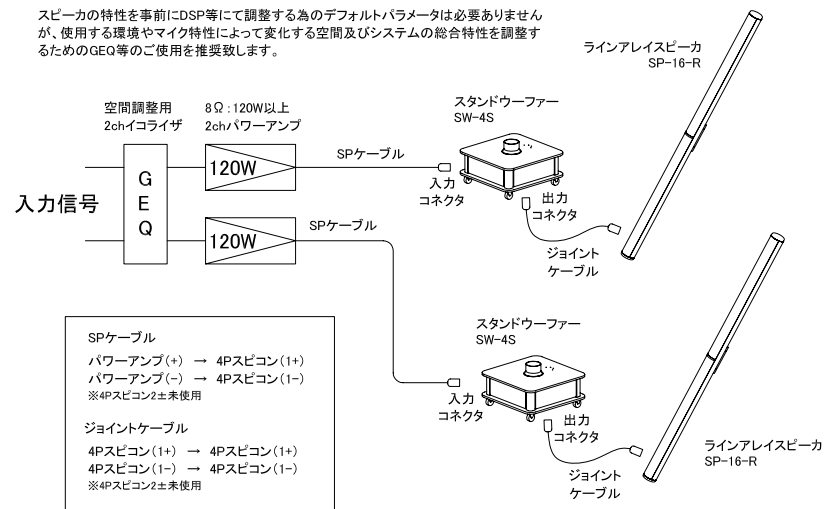 スピーカの特性を事前にDSP等にて調整する為のデフォルトパラメータは必要ありません
が、使用する環境やマイク特性によって変化する空間及びシステムの総合特性を調整す
るためのGEQ等のご使用を推奨致します。
ラインアレイスピーカ
SP-16-R
空間調整用
2chイコライザ
8Ω:120W以上
2chパワーアンプ
スタンドウーファー
SW-4S
SPケーブル
120W
GEQ
入力信号
入力
コネクタ
出力
コネクタ
ジョイント
ケーブル
SPケーブル
120W
スタンドウーファー
SW-4S
入力
コネクタ
出力
コネクタ
ジョイント
ケーブル
ラインアレイスピーカ
SP-16-R
SPケーブル
パワーアンプ(+) → 4Pスピコン(1+)
パワーアンプ(-) → 4Pスピコン(1-)
※4Pスピコン2±未使用
ジョイントケーブル
4Pスピコン(1+) → 4Pスピコン(1+)
4Pスピコン(1-) → 4Pスピコン(1-)
※4Pスピコン2±未使用